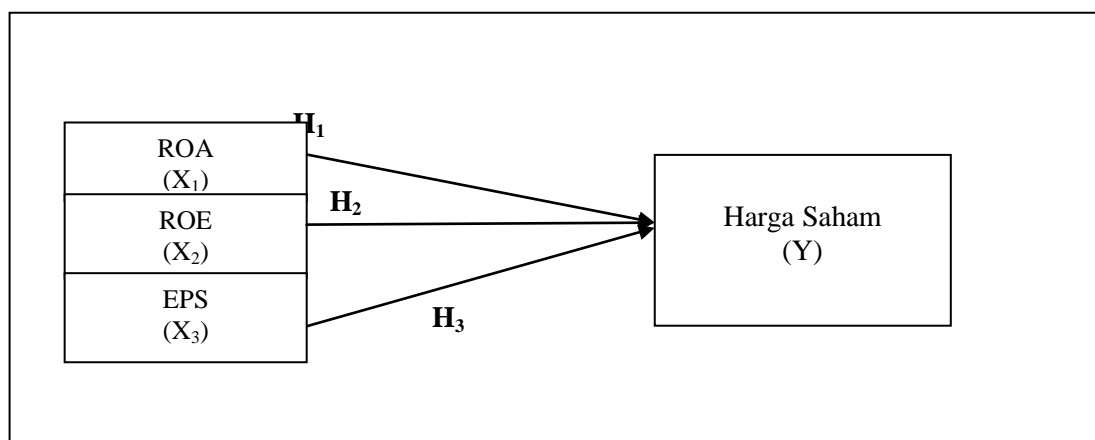 H₁
ROA
(X₁)
H₂
ROE
(X₂)
EPS
(X₃)
H₃
Harga Saham
(Y)